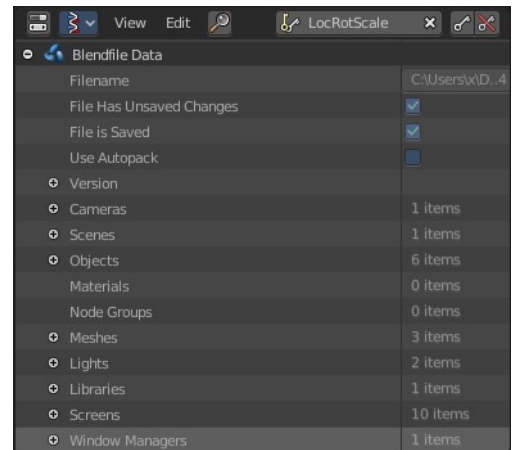 View Edit LocRotScale
Blendfile Data
Filename C:\Users\x\D..4
File Has Unsaved Changes
File is Saved
Use Autopack
Version
Cameras 1 items
Scenes 1 items
Objects 6 items
Materials 0 items
Node Groups 0 items
Meshes 3 items
Lights 2 items
Libraries 1 items
Screens 10 items
Window Managers 1 items